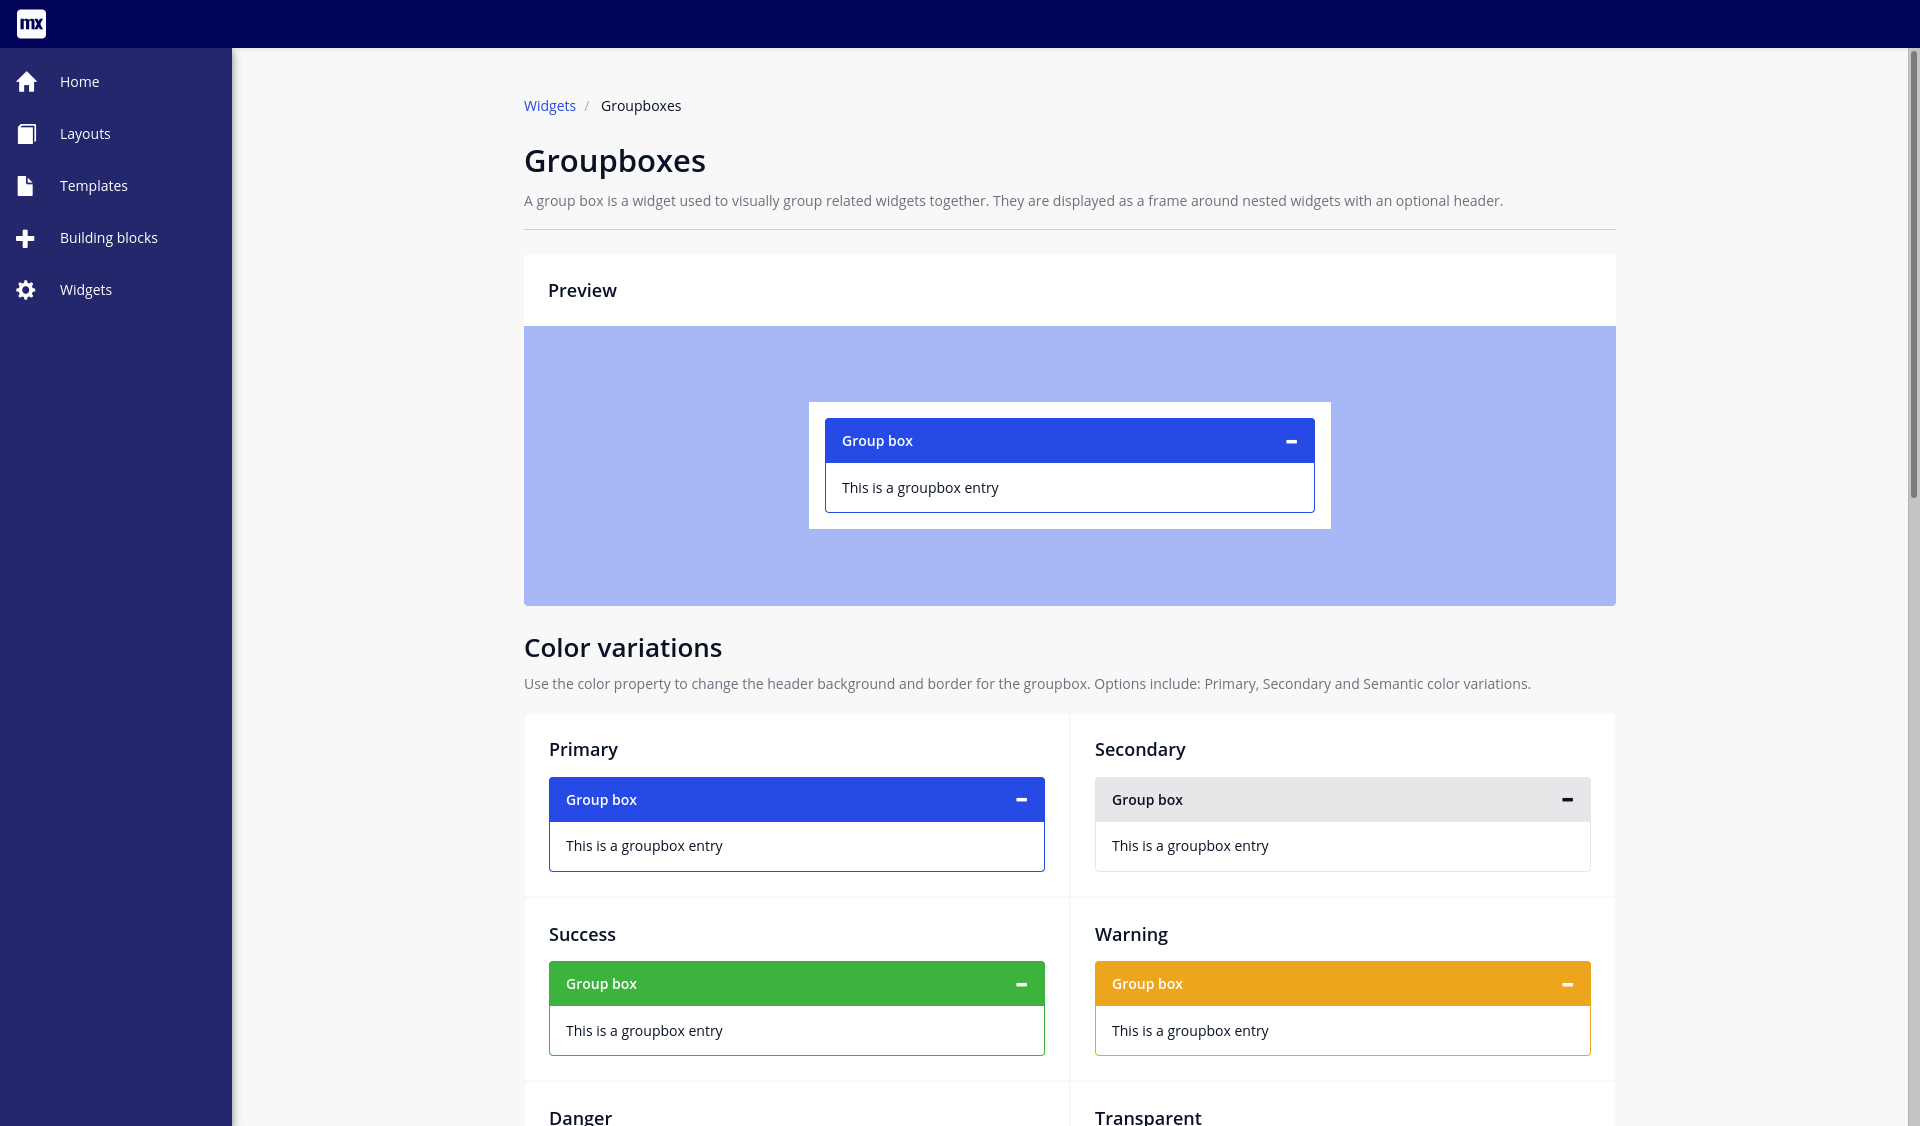 mx
Home
Layouts
Templates
Building blocks
Widgets
Widgets / Groupboxes
Groupboxes
A group box is a widget used to visually group related widgets together. They are displayed as a frame around nested widgets with an optional header.
Preview
Group box
This is a groupbox entry
Color variations
Use the color property to change the header background and border for the groupbox. Options include: Primary, Secondary and Semantic color variations.
Primary
Group box
This is a groupbox entry
Secondary
Group box
This is a groupbox entry
Success
Group box
This is a groupbox entry
Warning
Group box
This is a groupbox entry
Danger
Transparent